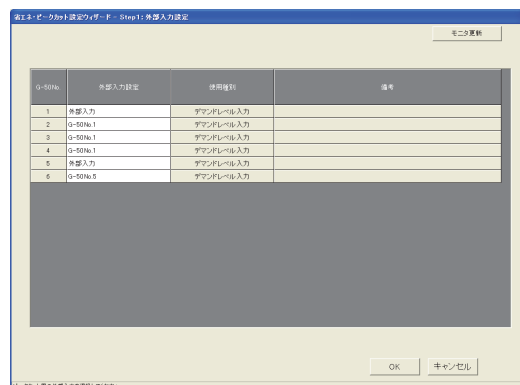 省エネ・ピークカット設定ウィザード - Step1: 外部入力設定
モニタ更新
G-50No. 外部入力設定 使用種別 備考
1 外部入力 デマンドレベル入力
2 G-50No.1 デマンドレベル入力
3 G-50No.1 デマンドレベル入力
4 G-50No.1 デマンドレベル入力
5 外部入力 デマンドレベル入力
6 G-50No.5 デマンドレベル入力
OK キャンセル